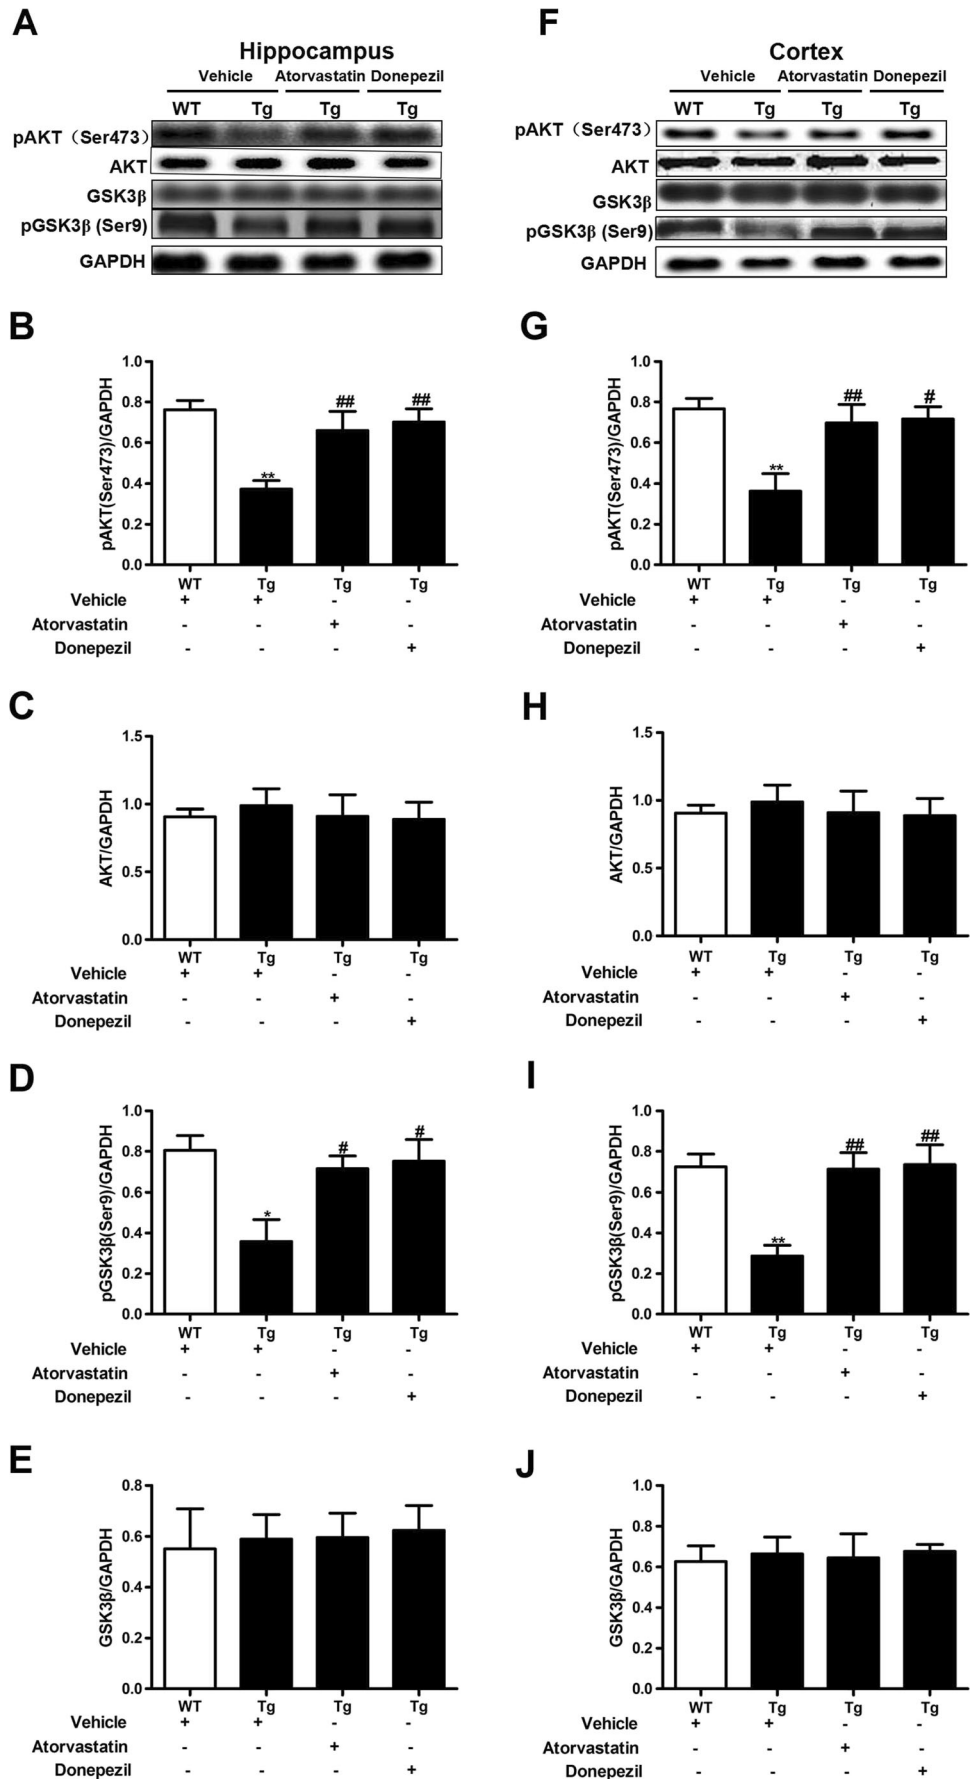 A
Hippocampus
Vehicle Atorvastatin Donepezil
WT Tg Tg Tg
pAKT（Ser473）
AKT
GSK3β
pGSK3β (Ser9)
GAPDH
F
Cortex
Vehicle Atorvastatin Donepezil
WT Tg Tg Tg
pAKT（Ser473）
AKT
GSK3β
pGSK3β (Ser9)
GAPDH
B
pAKT(Ser473)/GAPDH
1.0
0.8
0.6
0.4
0.2
0.0
** ## ##
WT Tg Tg Tg
Vehicle + + - -
Atorvastatin - - + -
Donepezil - - - +
G
pAKT(Ser473)/GAPDH
1.0
0.8
0.6
0.4
0.2
0.0
** ## #
WT Tg Tg Tg
Vehicle + + - -
Atorvastatin - - + -
Donepezil - - - +
C
AKT/GAPDH
1.5
1.0
0.5
0.0
WT Tg Tg Tg
Vehicle + + - -
Atorvastatin - - + -
Donepezil - - - +
H
AKT/GAPDH
1.5
1.0
0.5
0.0
WT Tg Tg Tg
Vehicle + + - -
Atorvastatin - - + -
Donepezil - - - +
D
pGSK3β(Ser9)/GAPDH
1.0
0.8
0.6
0.4
0.2
0.0
* # #
WT Tg Tg Tg
Vehicle + + - -
Atorvastatin - - + -
Donepezil - - - +
I
pGSK3β(Ser9)/GAPDH
1.0
0.8
0.6
0.4
0.2
0.0
** ## ##
WT Tg Tg Tg
Vehicle + + - -
Atorvastatin - - + -
Donepezil - - - +
E
GSK3β/GAPDH
0.8
0.6
0.4
0.2
0.0
WT Tg Tg Tg
Vehicle + + - -
Atorvastatin - - + -
Donepezil - - - +
J
GSK3β/GAPDH
1.0
0.8
0.6
0.4
0.2
0.0
WT Tg Tg Tg
Vehicle + + - -
Atorvastatin - - + -
Donepezil - - - +